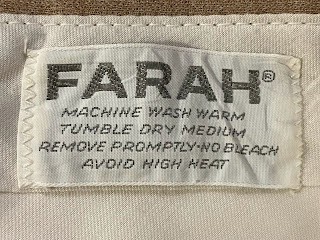 FARAH®
MACHINE WASH WARM
TUMBLE DRY MEDIUM
REMOVE PROMPTLY·NO BLEACH
AVOID HIGH HEAT